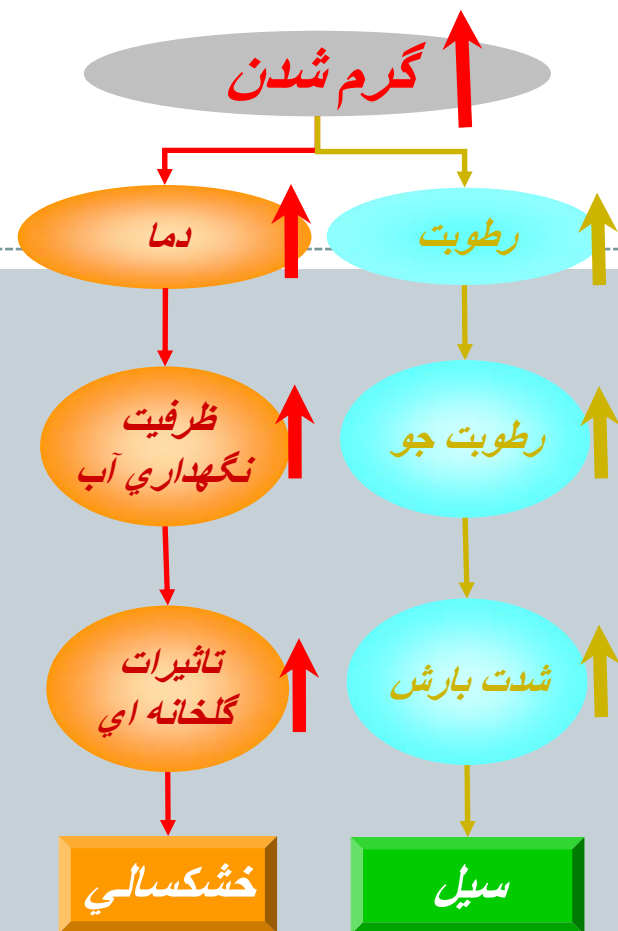 گرم شدن
رطوبت
دما
رطوبت جو
ظرفيت
نگهداري آب
شدت بارش
تاثيرات
گلخانه اي
سيل
خشكسالي